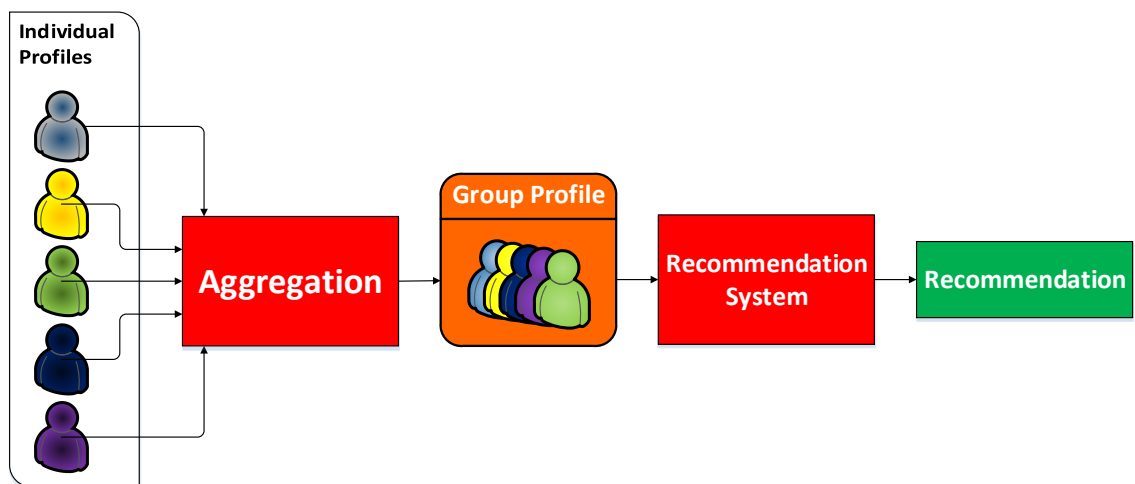 Individual
Profiles
Aggregation
Group Profile
Recommendation
System
Recommendation